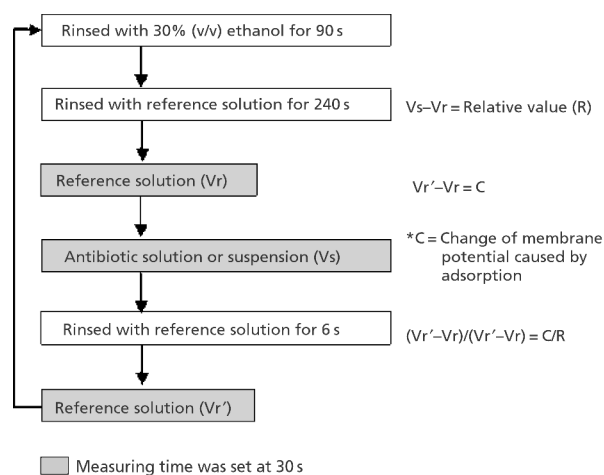 Rinsed with 30% (v/v) ethanol for 90 s
Rinsed with reference solution for 240 s
Vs–Vr = Relative value (R)
Reference solution (Vr)
Vr′–Vr = C
Antibiotic solution or suspension (Vs)
*C = Change of membrane
potential caused by
adsorption
Rinsed with reference solution for 6 s
(Vr′–Vr)/(Vr′–Vr) = C/R
Reference solution (Vr′)
Measuring time was set at 30 s